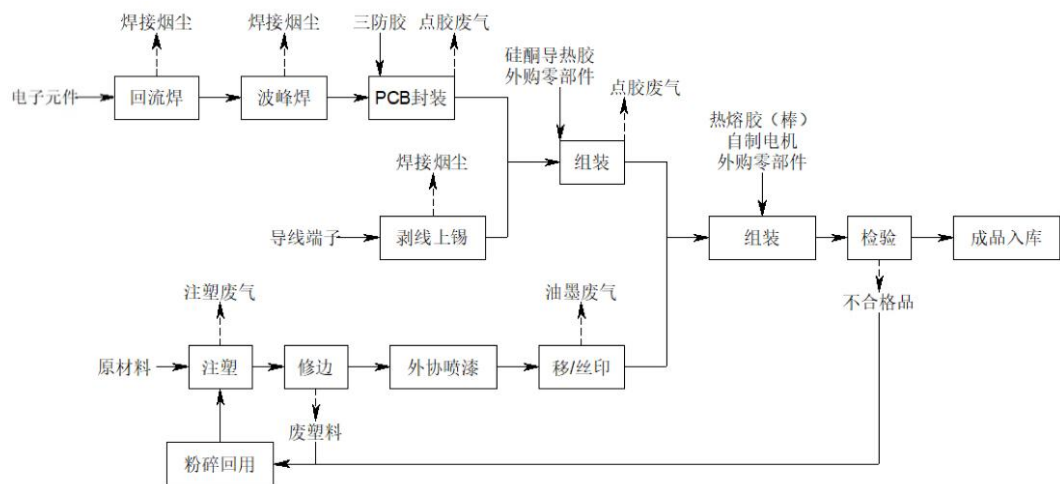 焊接烟尘
焊接烟尘
三防胶
点胶废气
电子元件
回流焊
波峰焊
PCB封装
硅酮导热胶
外购零部件
点胶废气
焊接烟尘
组装
导线端子
剥线上锡
热熔胶（棒）
自制电机
外购零部件
组装
检验
成品入库
不合格品
注塑废气
油墨废气
原材料
注塑
修边
外协喷漆
移/丝印
废塑料
粉碎回用